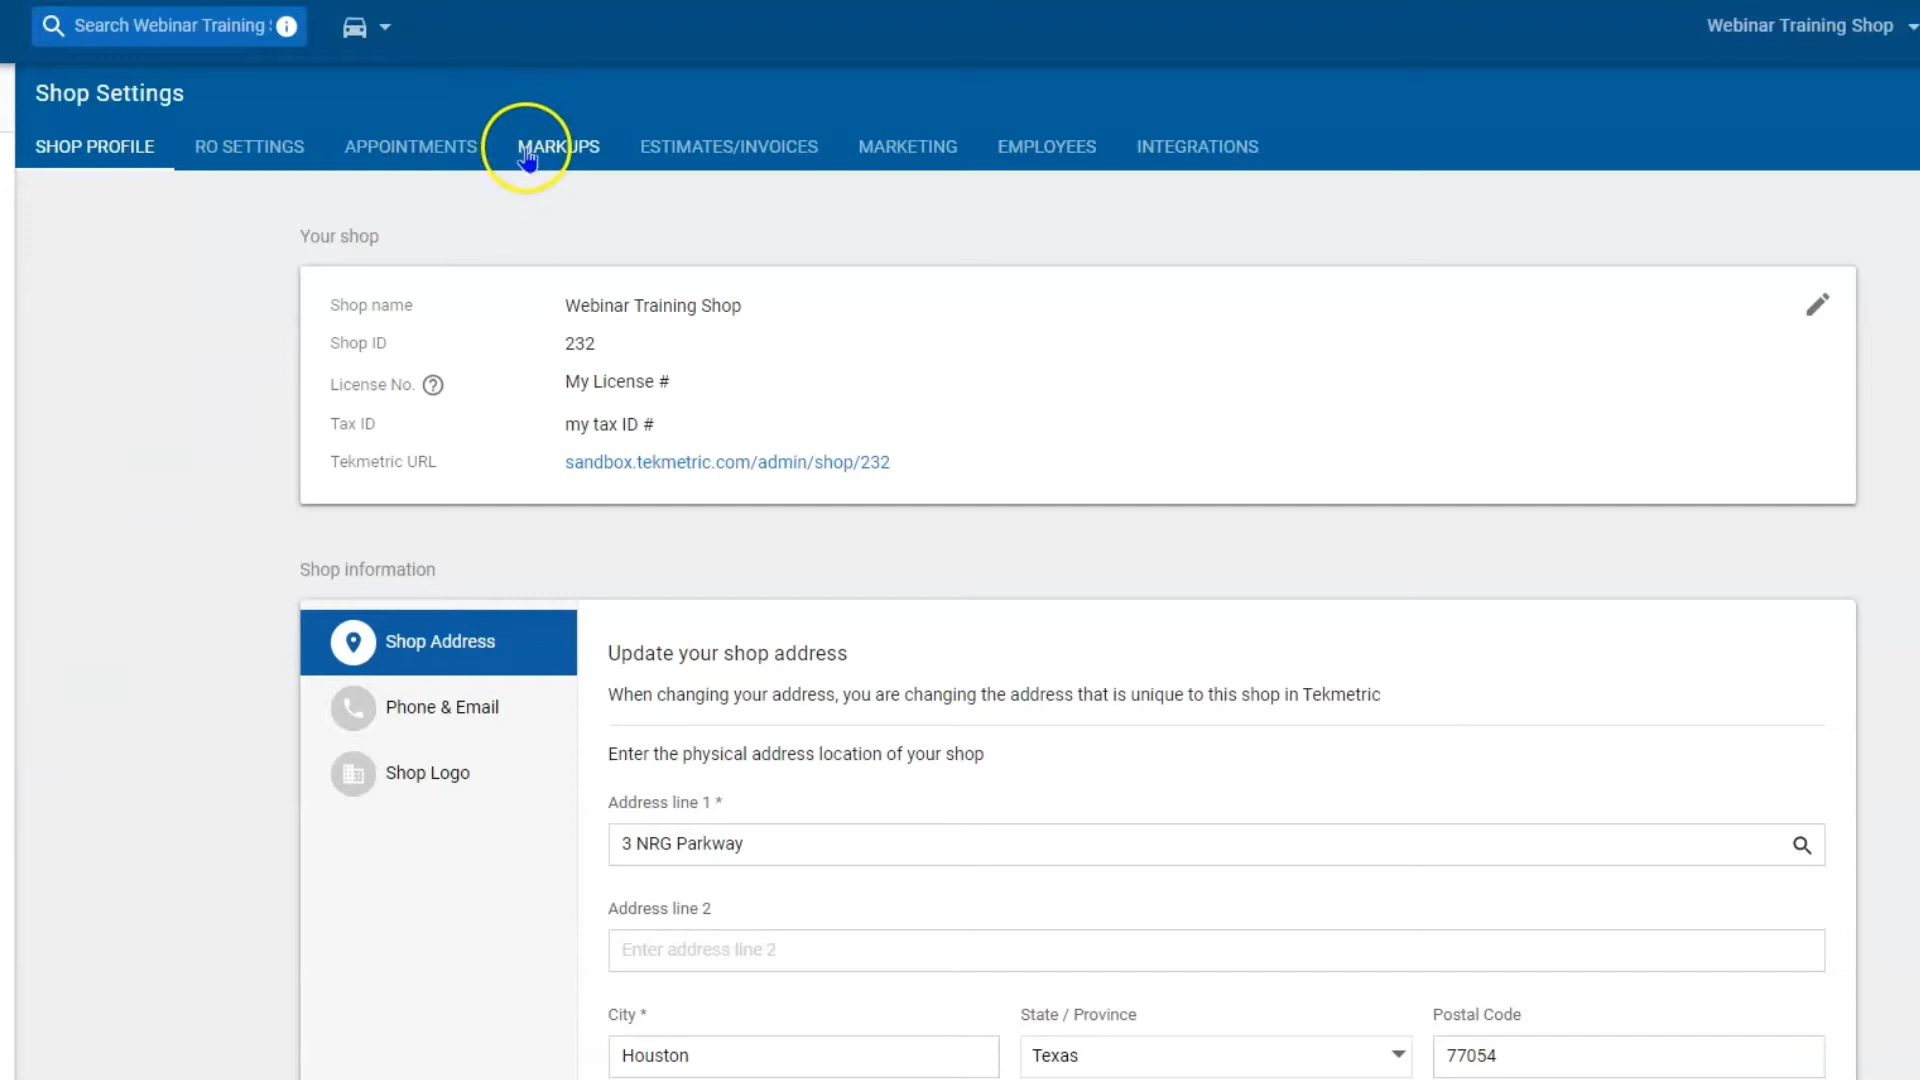 Search Webinar Training
Webinar Training Shop
Shop Settings
SHOP PROFILE RO SETTINGS APPOINTMENTS MARKUPS ESTIMATES/INVOICES MARKETING EMPLOYEES INTEGRATIONS
Your shop
Shop name Webinar Training Shop
Shop ID 232
License No. ? My License #
Tax ID my tax ID #
Tekmetric URL sandbox.tekmetric.com/admin/shop/232
Shop information
Shop Address
Phone & Email
Shop Logo
Update your shop address
When changing your address, you are changing the address that is unique to this shop in Tekmetric
Enter the physical address location of your shop
Address line 1 *
3 NRG Parkway
Address line 2
Enter address line 2
City * State / Province Postal Code
Houston Texas 77054